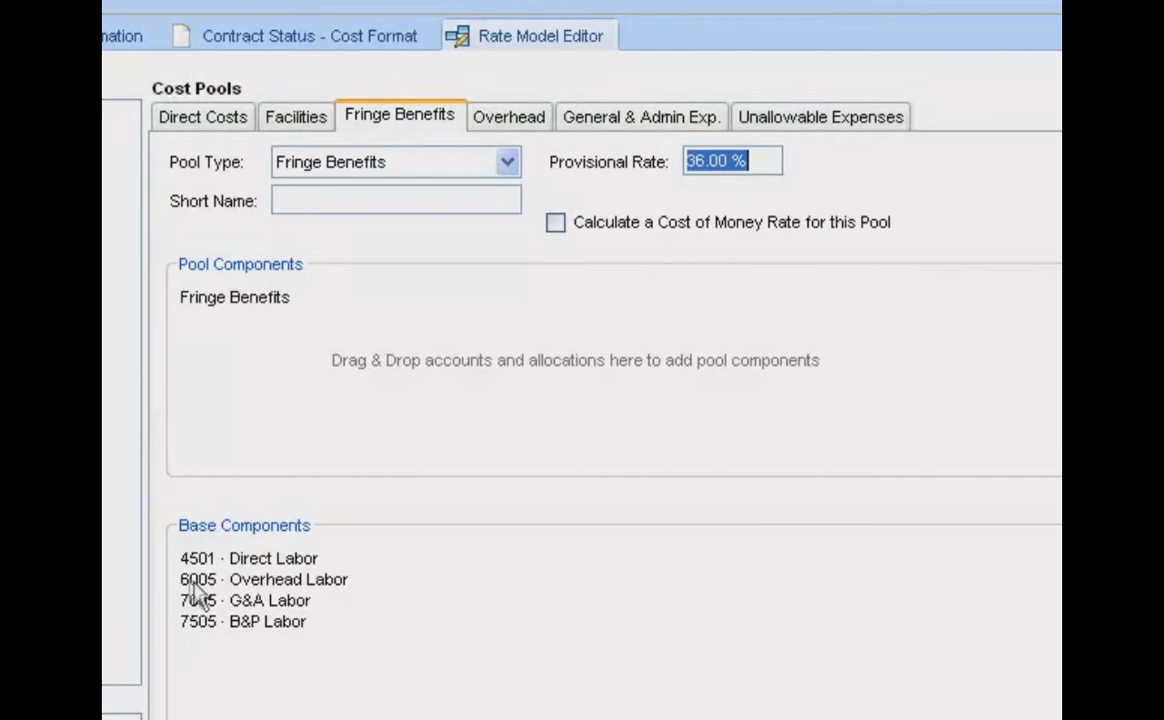 nation Contract Status - Cost Format Rate Model Editor
Cost Pools
Direct Costs Facilities Fringe Benefits Overhead General & Admin Exp. Unallowable Expenses
Pool Type: Fringe Benefits Provisional Rate: 36.00 %
Short Name:
Calculate a Cost of Money Rate for this Pool
Pool Components
Fringe Benefits
Drag & Drop accounts and allocations here to add pool components
Base Components
4501 · Direct Labor
6005 · Overhead Labor
· G&A Labor
7505 · B&P Labor